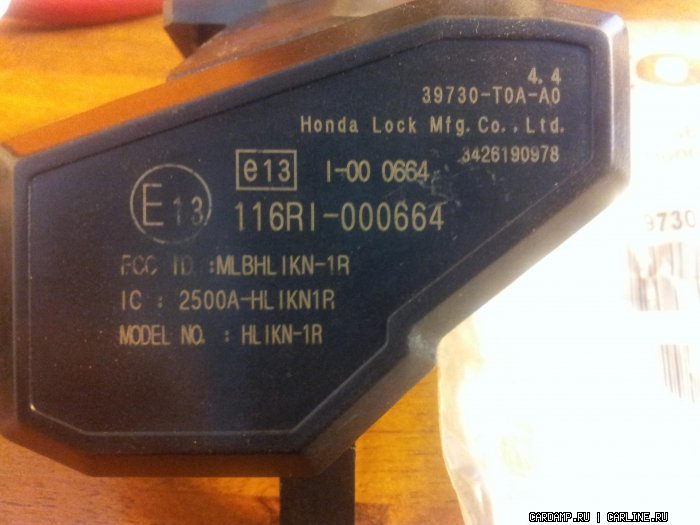 4.4
39730-T0A-A0
Honda Lock Mfg.Co.,Ltd.
3426190978
e13 I-00 0664
E13 116RI-000664
FCC ID :MLBHLIKN-1R
IC : 2500A-HLIKN1R
MODEL NO. : HLIKN-1R
9730
CARDAMP.RU | CARLINE.RU